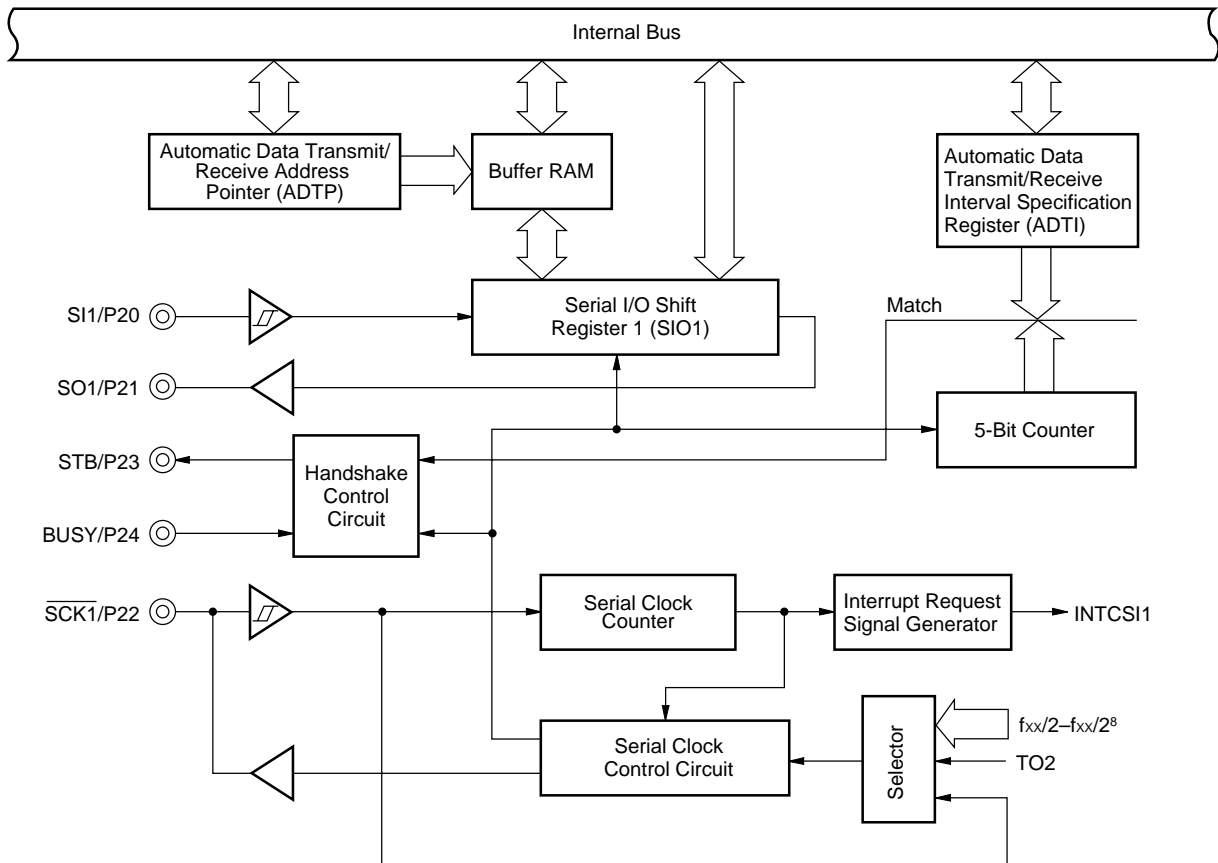 Internal Bus
Automatic Data Transmit/
Receive Address
Pointer (ADTP)
Buffer RAM
Automatic Data
Transmit/Receive
Interval Specification
Register (ADTI)
SI1/P20
Serial I/O Shift
Register 1 (SIO1)
Match
SO1/P21
5-Bit Counter
STB/P23
Handshake
Control
Circuit
BUSY/P24
SCK1/P22
Serial Clock
Counter
Interrupt Request
Signal Generator
INTCSI1
Serial Clock
Control Circuit
Selector
fxx/2–fxx/2⁸
TO2